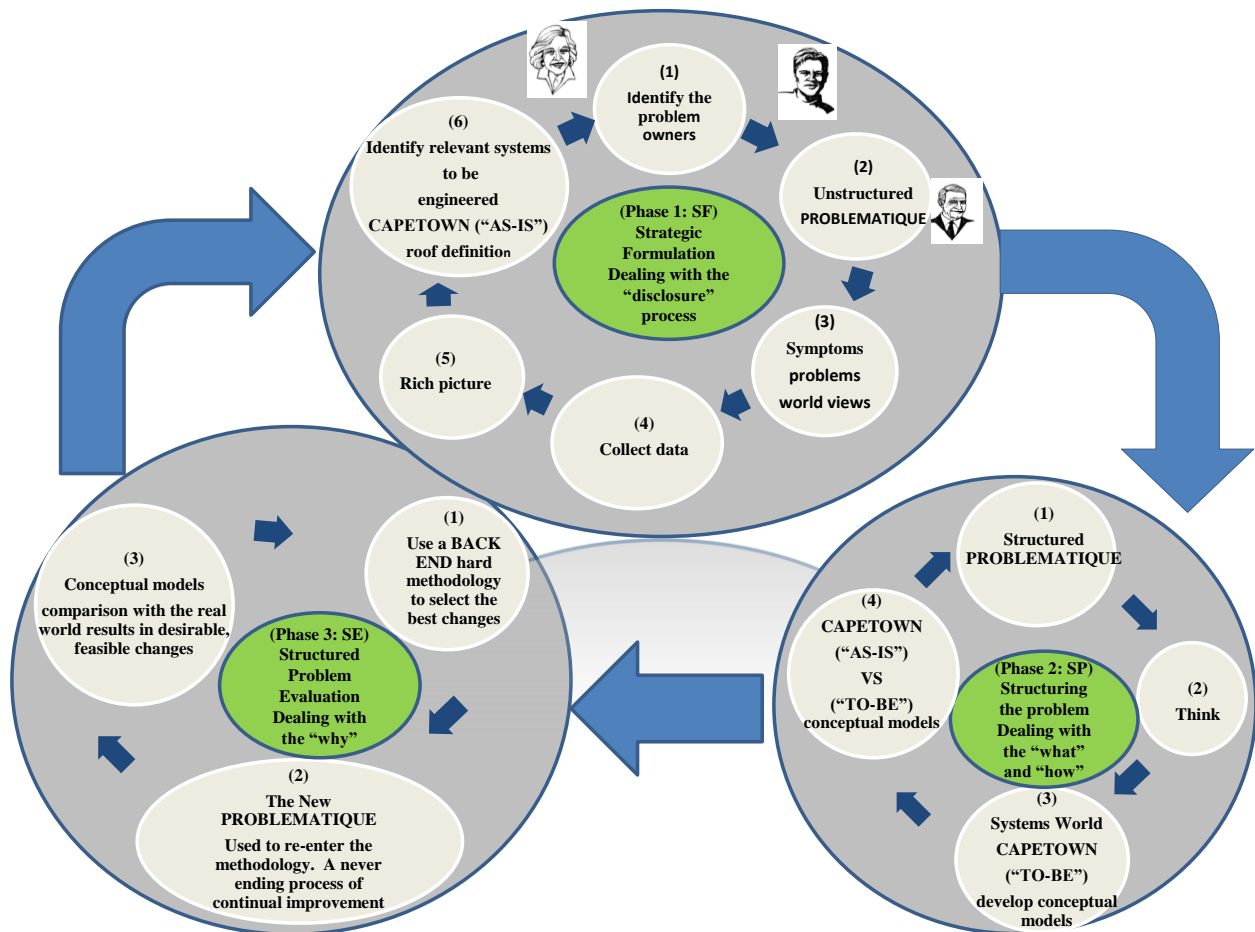 (1)
Identify the
problem
owners
(2)
Unstructured
PROBLEMATIQUE
(3)
Symptoms
problems
world views
(4)
Collect data
(5)
Rich picture
(6)
Identify relevant systems
to be
engineered
CAPETOWN (“AS-IS”)
roof definition
(Phase 1: SF)
Strategic
Formulation
Dealing with the
“disclosure”
process
(1)
Structured
PROBLEMATIQUE
(2)
Think
(3)
Systems World
CAPETOWN
(“TO-BE”)
develop conceptual
models
(4)
CAPETOWN
(“AS-IS”)
VS
(“TO-BE”)
conceptual models
(Phase 2: SP)
Structuring
the problem
Dealing with
the “what”
and “how”
(1)
Use a BACK
END hard
methodology
to select the
best changes
(2)
The New
PROBLEMATIQUE
Used to re-enter the
methodology. A never
ending process of
continual improvement
(3)
Conceptual models
comparison with the real
world results in desirable,
feasible changes
(Phase 3: SE)
Structured
Problem
Evaluation
Dealing with
the “why”